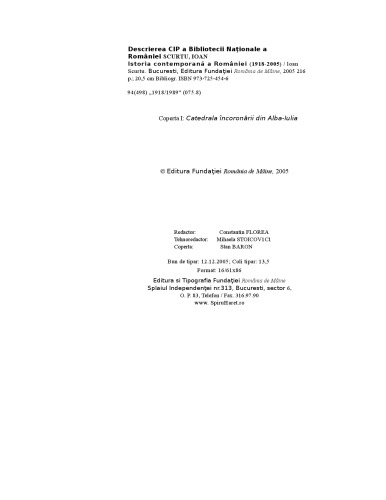 Descrierea CIP a Bibliotecii Naţionale a
României SCURTU, IOAN
Istoria contemporană a României (1918-2005) / Ioan
Scurtu. Bucuresti, Editura Fundaţiei România de Mâine, 2005 216
p.; 20,5 cm Bibliogr. ISBN 973-725-454-6
94(498) „1918/1989" (075.8)
Coperta I: Catedrala încoronării din Alba-Iulia
© Editura Fundaţiei România de Mâine, 2005
Redactor: Constantin FLOREA
Tehnoredactor: Mihaela STOICOV1CI
Coperta: Stan BARON
Bun de tipar: 12.12.2005; Coli tipar: 13,5
Format: 16/61x86
Editura si Tipografia Fundaţiei România de Mâine
Splaiul Independenţei nr.313, Bucuresti, sector 6,
O. P. 83, Telefon / Fax. 316.97.90
www. SpiruHaret.ro